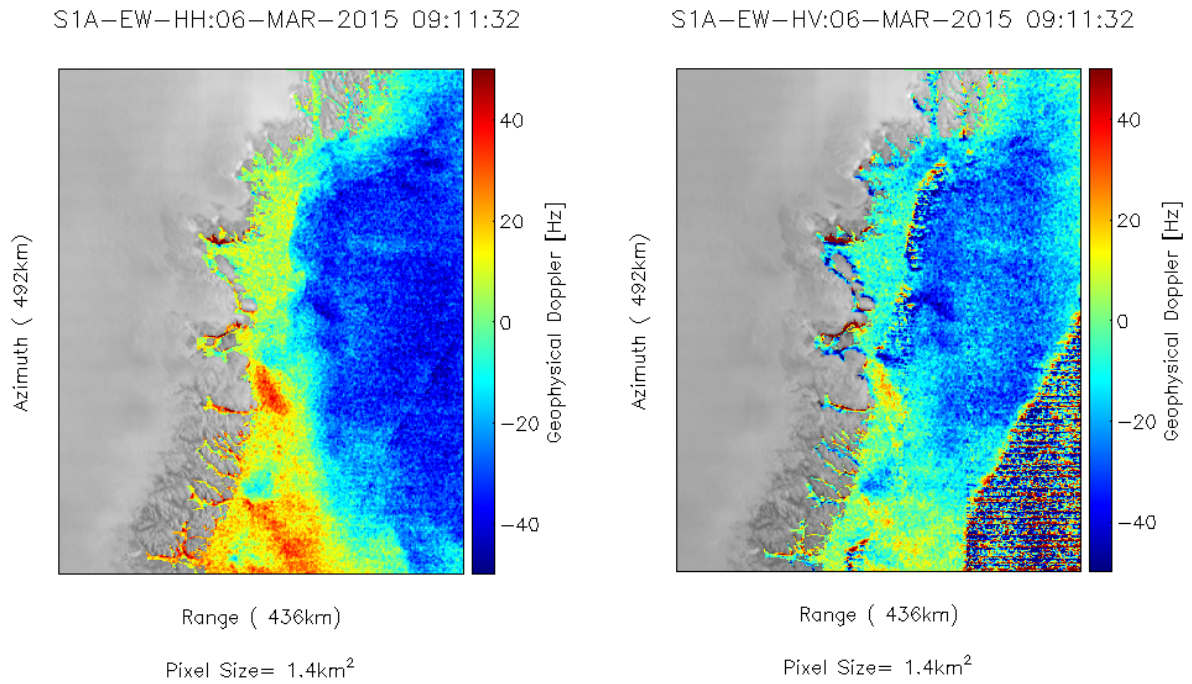 S1A-EW-HH:06-MAR-2015 09:11:32
Azimuth ( 492km)
40
20
0
-20
-40
Geophysical Doppler [Hz]
Range ( 436km)
Pixel Size= 1.4km²
S1A-EW-HV:06-MAR-2015 09:11:32
Azimuth ( 492km)
40
20
0
-20
-40
Geophysical Doppler [Hz]
Range ( 436km)
Pixel Size= 1.4km²